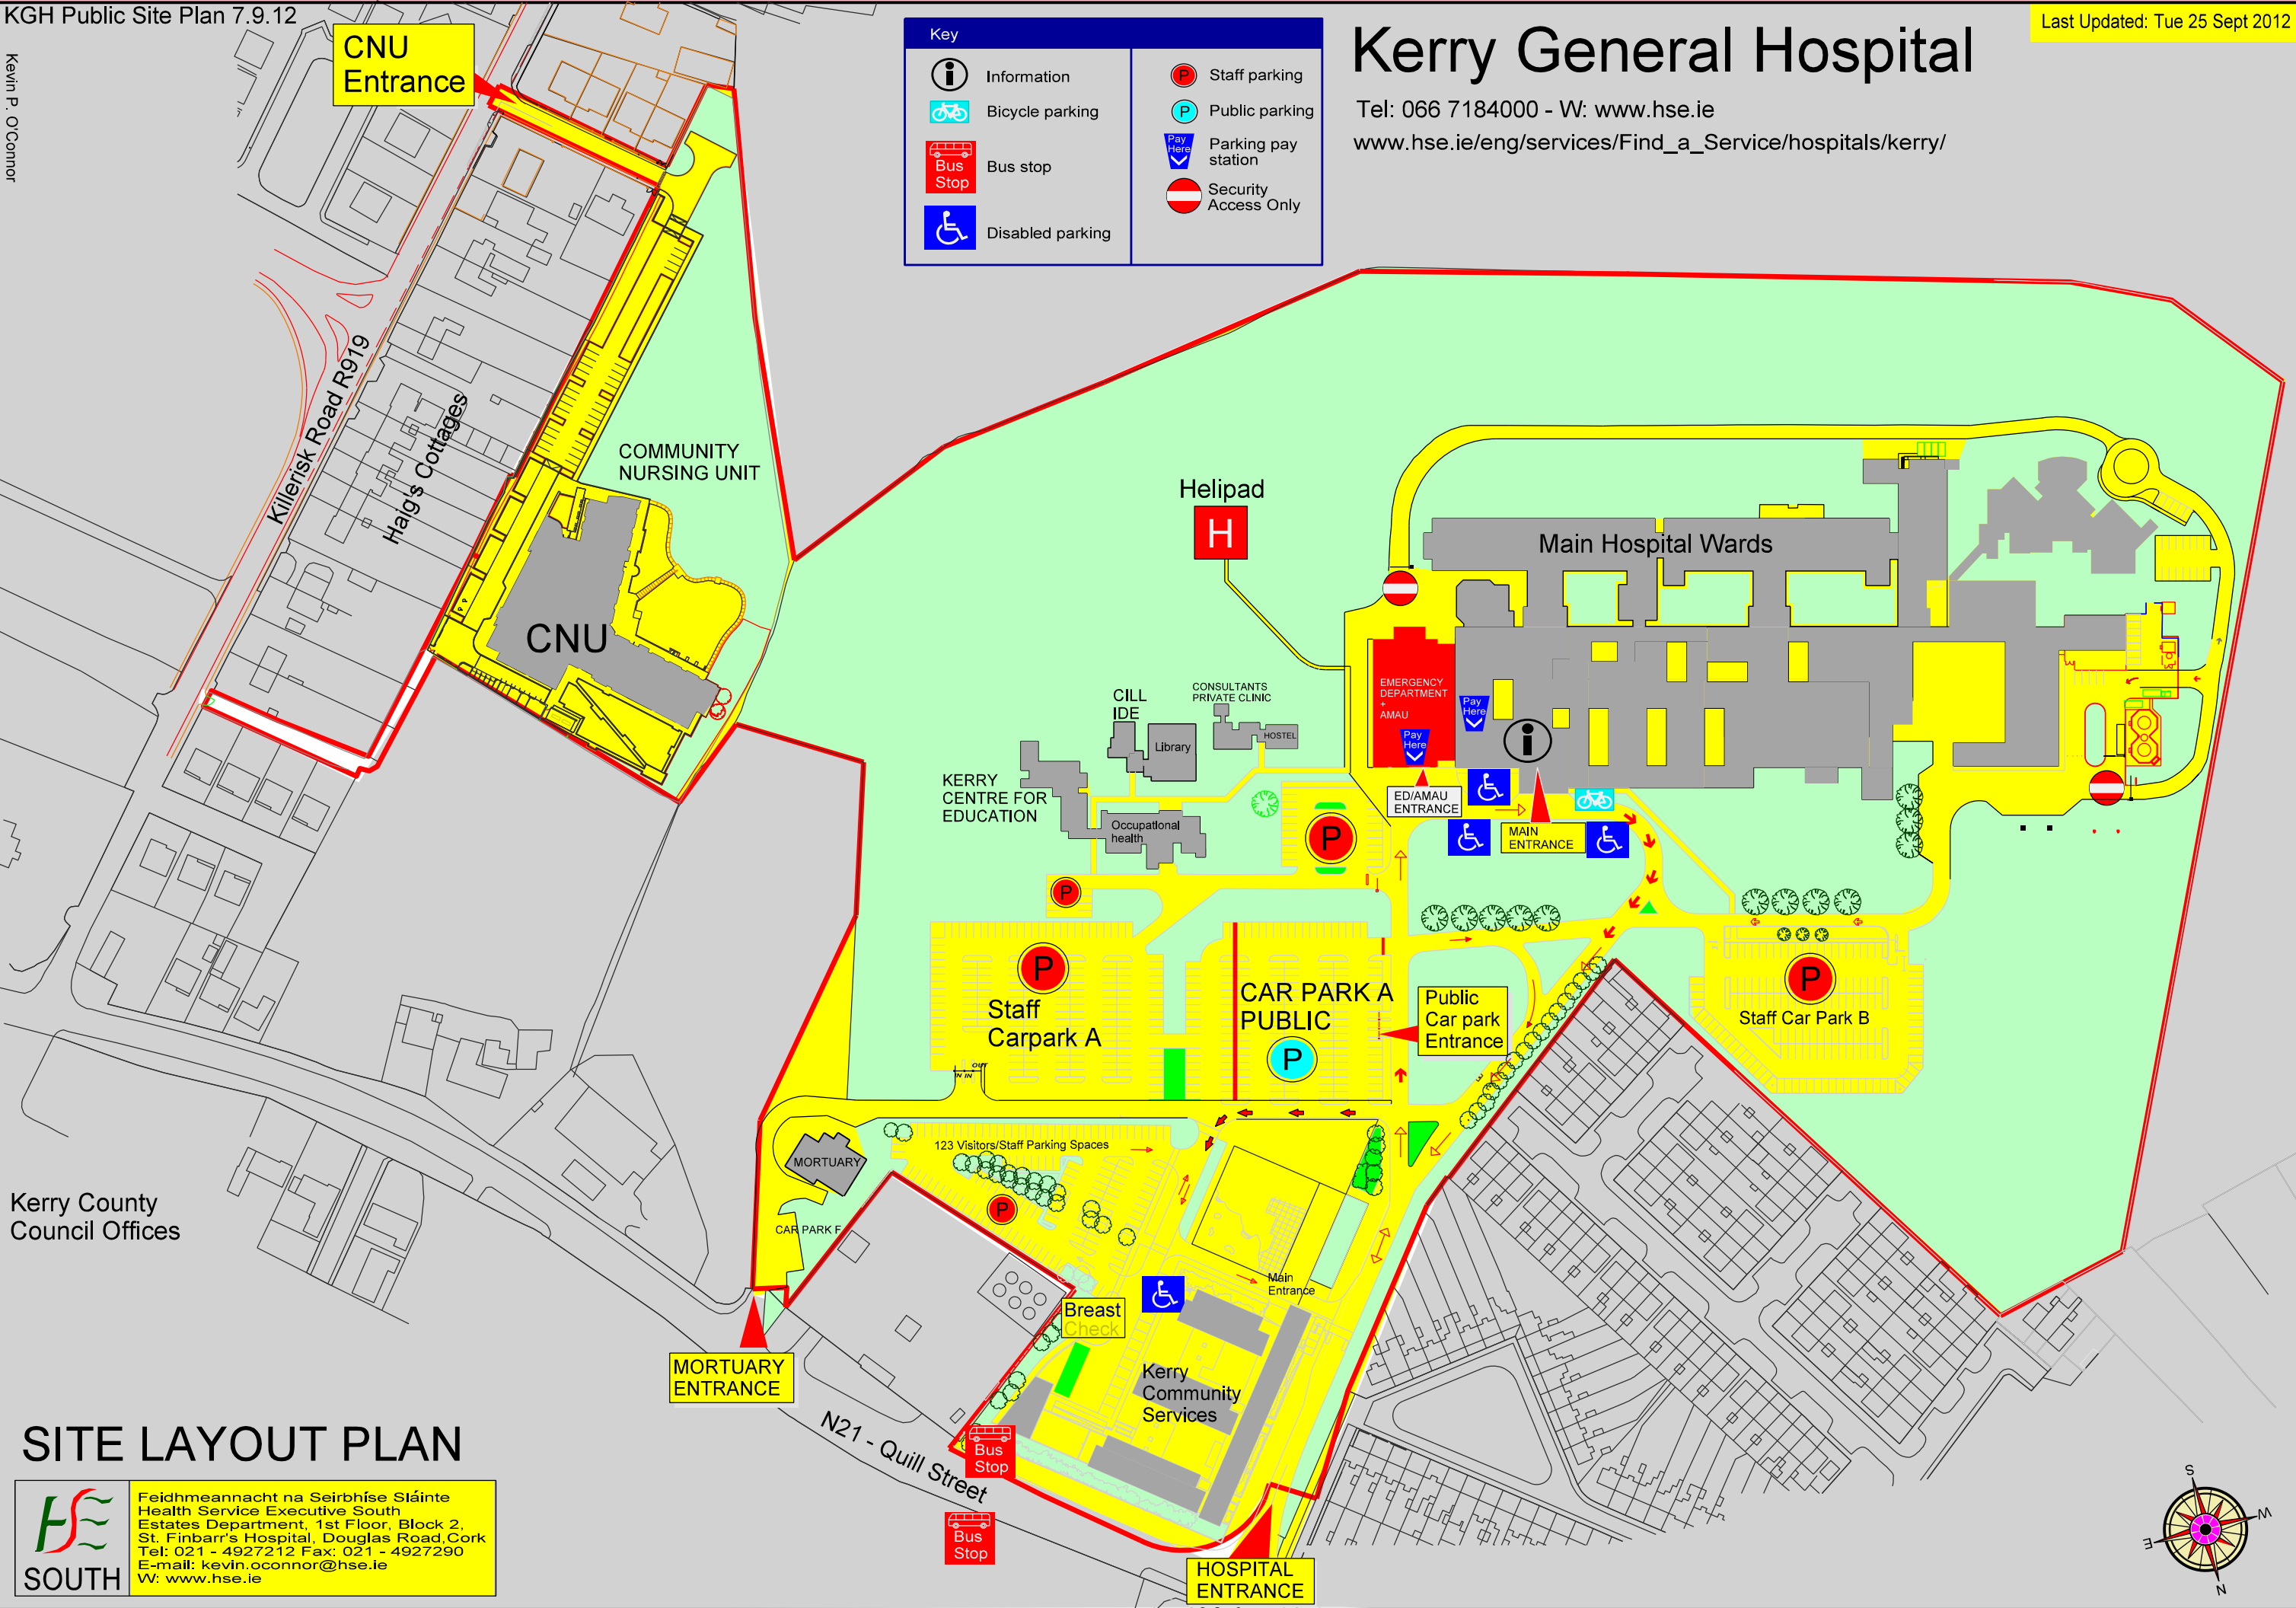 KGH Public Site Plan 7.9.12
Kevin P. O'Connor
CNU
Entrance
Key
Information
Bicycle parking
Bus
Stop
Bus stop
Disabled parking
P
Staff parking
P
Public parking
Pay
Here
Parking pay
station
Security
Access Only
Kerry General Hospital
Tel: 066 7184000 - W: www.hse.ie
www.hse.ie/eng/services/Find_a_Service/hospitals/kerry/
Last Updated: Tue 25 Sept 2012
Killerisk Road R919
Haig's Cottages
COMMUNITY
NURSING UNIT
CNU
Helipad
H
Main Hospital Wards
EMERGENCY
DEPARTMENT
+
AMAU
Pay
Here
Pay
Here
CILL
IDE
Library
CONSULTANTS
PRIVATE CLINIC
HOSTEL
KERRY
CENTRE FOR
EDUCATION
Occupational
health
ED/AMAU
ENTRANCE
MAIN
ENTRANCE
P
P
P
Staff
Carpark A
CAR PARK A
PUBLIC
P
Public
Car park
Entrance
P
Staff Car Park B
IN IN
OUT
MORTUARY
123 Visitors/Staff Parking Spaces
P
CAR PARK F
Main
Entrance
Breast
Check
Kerry
Community
Services
Kerry County
Council Offices
MORTUARY
ENTRANCE
N21 - Quill Street
Bus
Stop
Bus
Stop
HOSPITAL
ENTRANCE
SITE LAYOUT PLAN
SOUTH
Feidhmeannacht na Seirbhíse Sláinte
Health Service Executive South
Estates Department, 1st Floor, Block 2,
St. Finbarr's Hospital, Douglas Road,Cork
Tel: 021 - 4927212 Fax: 021 - 4927290
E-mail: kevin.oconnor@hse.ie
W: www.hse.ie
S
W
E
N